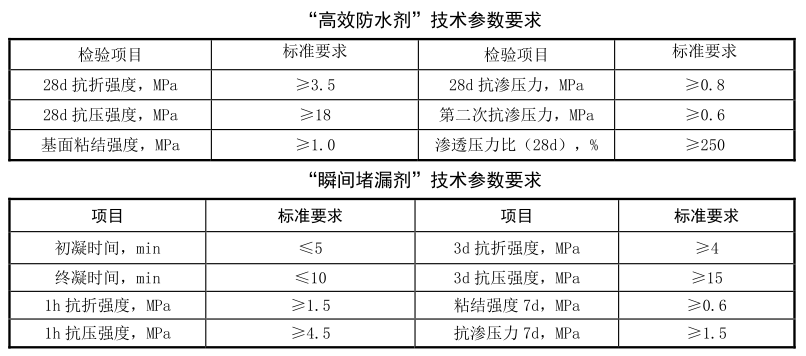 “高效防水剂”技术参数要求
检验项目 标准要求 检验项目 标准要求
28d 抗折强度，MPa ≥3.5 28d 抗渗压力，MPa ≥0.8
28d 抗压强度，MPa ≥18 第二次抗渗压力，MPa ≥0.6
基面粘结强度，MPa ≥1.0 渗透压力比（28d），% ≥250
“瞬间堵漏剂”技术参数要求
项目 标准要求 项目 标准要求
初凝时间，min ≤5 3d 抗折强度，MPa ≥4
终凝时间，min ≤10 3d 抗压强度，MPa ≥15
1h 抗折强度，MPa ≥1.5 粘结强度 7d，MPa ≥0.6
1h 抗压强度，MPa ≥4.5 抗渗压力 7d，MPa ≥1.5